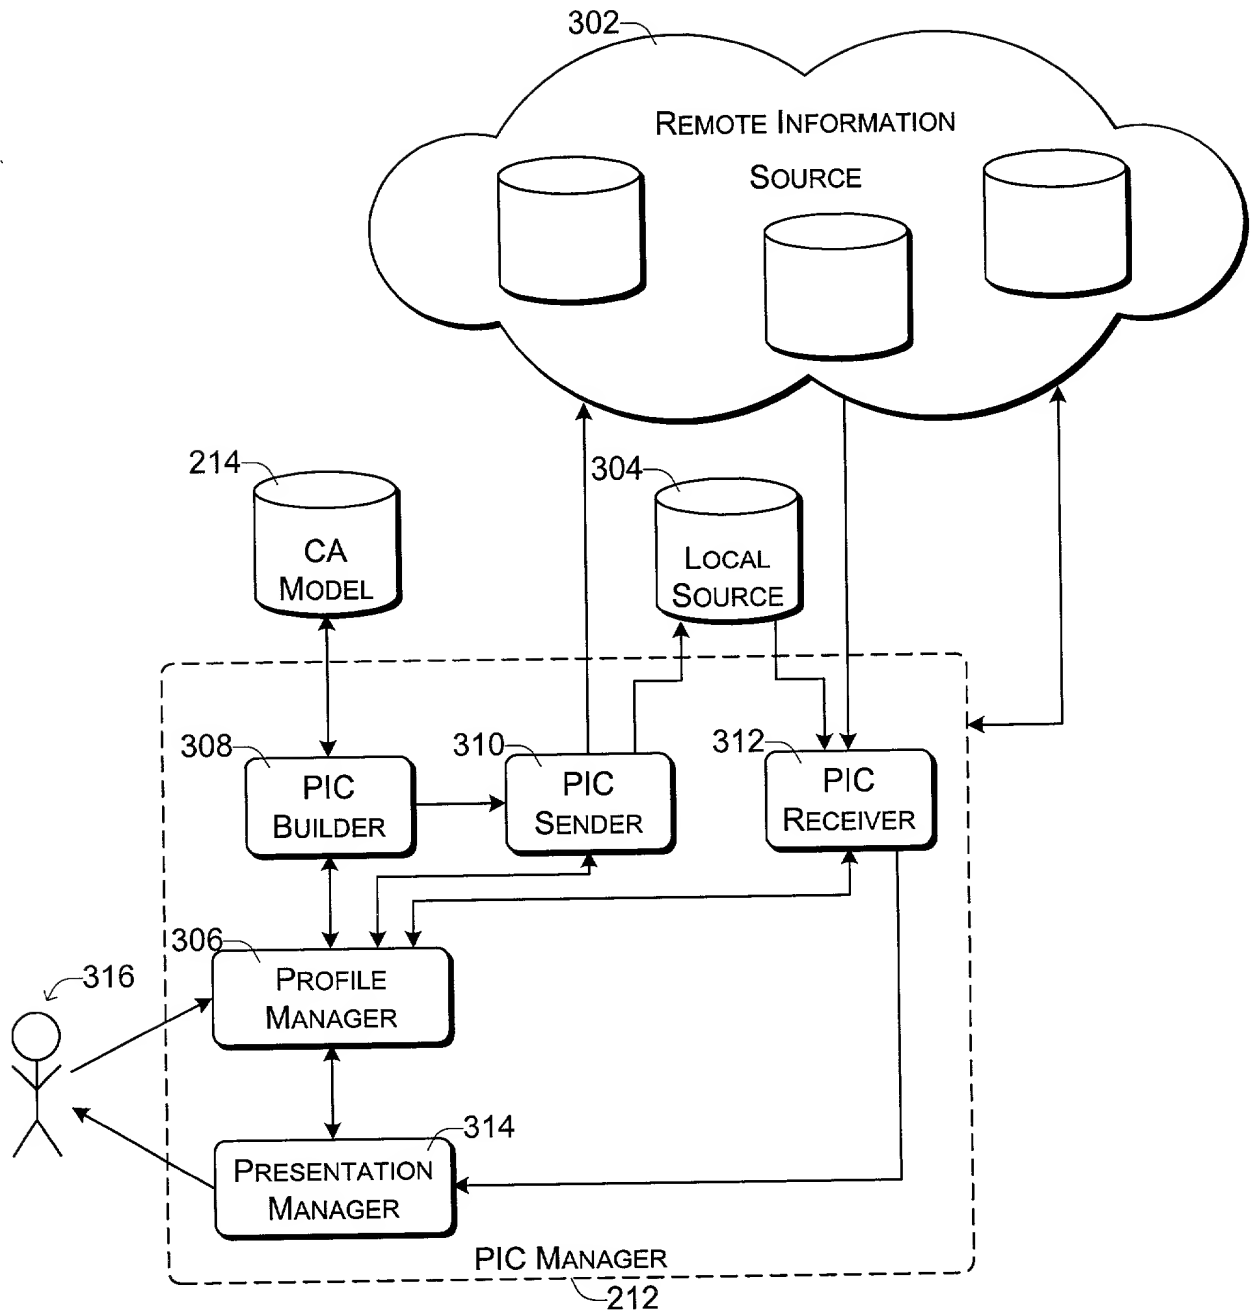 302
REMOTE INFORMATION
SOURCE
214
CA
MODEL
304
LOCAL
SOURCE
308
PIC
BUILDER
310
PIC
SENDER
312
PIC
RECEIVER
306
PROFILE
MANAGER
316
314
PRESENTATION
MANAGER
PIC MANAGER
212